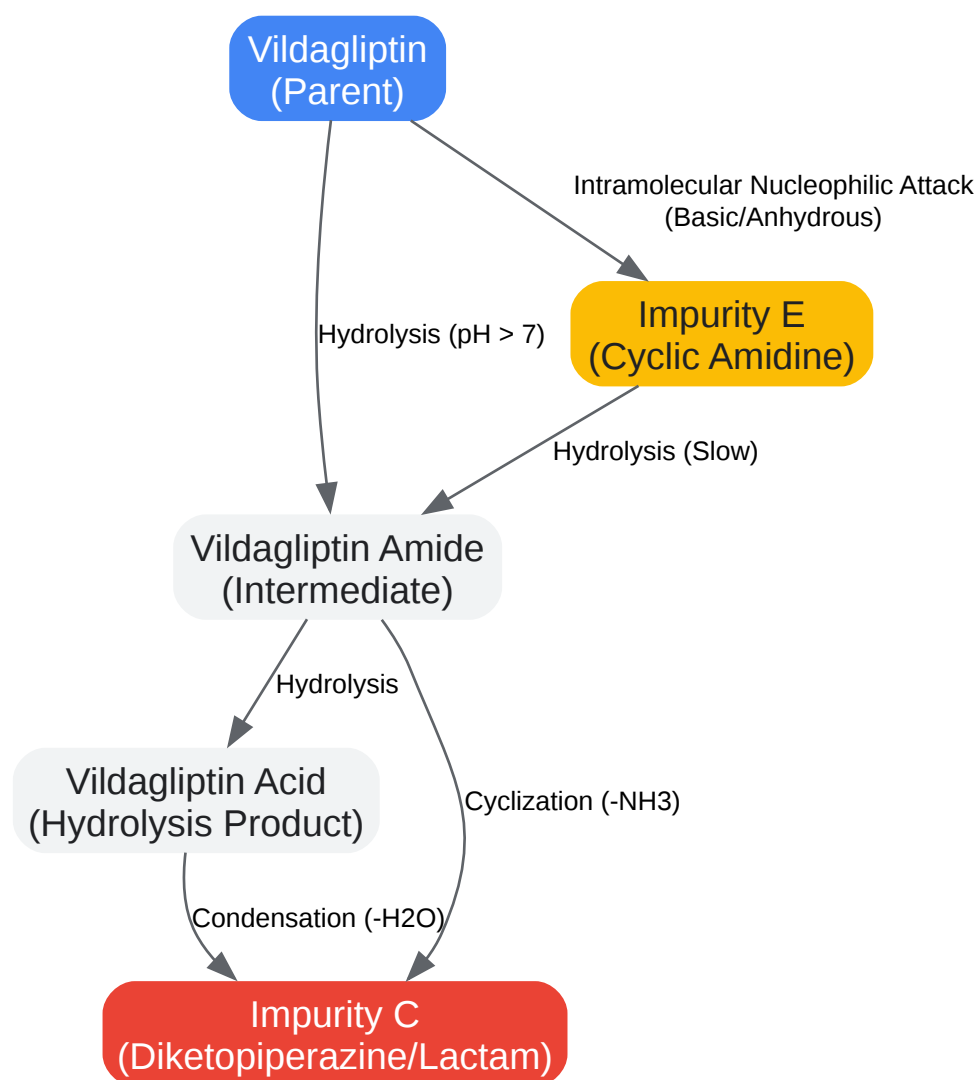 Vildagliptin
(Parent)
Intramolecular Nucleophilic Attack
(Basic/Anhydrous)
Impurity E
(Cyclic Amidine)
Hydrolysis (pH > 7)
Hydrolysis (Slow)
Vildagliptin Amide
(Intermediate)
Hydrolysis
Vildagliptin Acid
(Hydrolysis Product)
Cyclization (-NH3)
Condensation (-H2O)
Impurity C
(Diketopiperazine/Lactam)